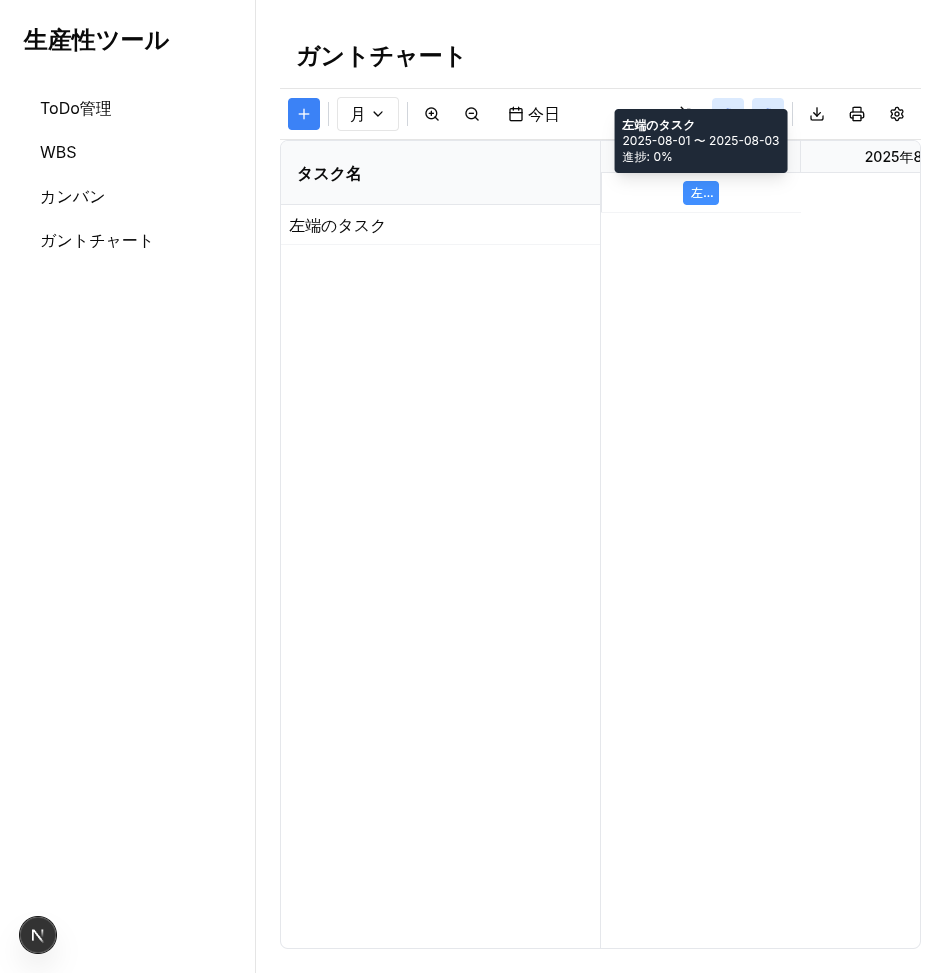 生産性ツール
ToDo管理
WBS
カンバン
ガントチャート
ガントチャート
月
今日
左端のタスク
2025-08-01 〜 2025-08-03
進捗: 0%
タスク名
2025年8
左...
左端のタスク
N